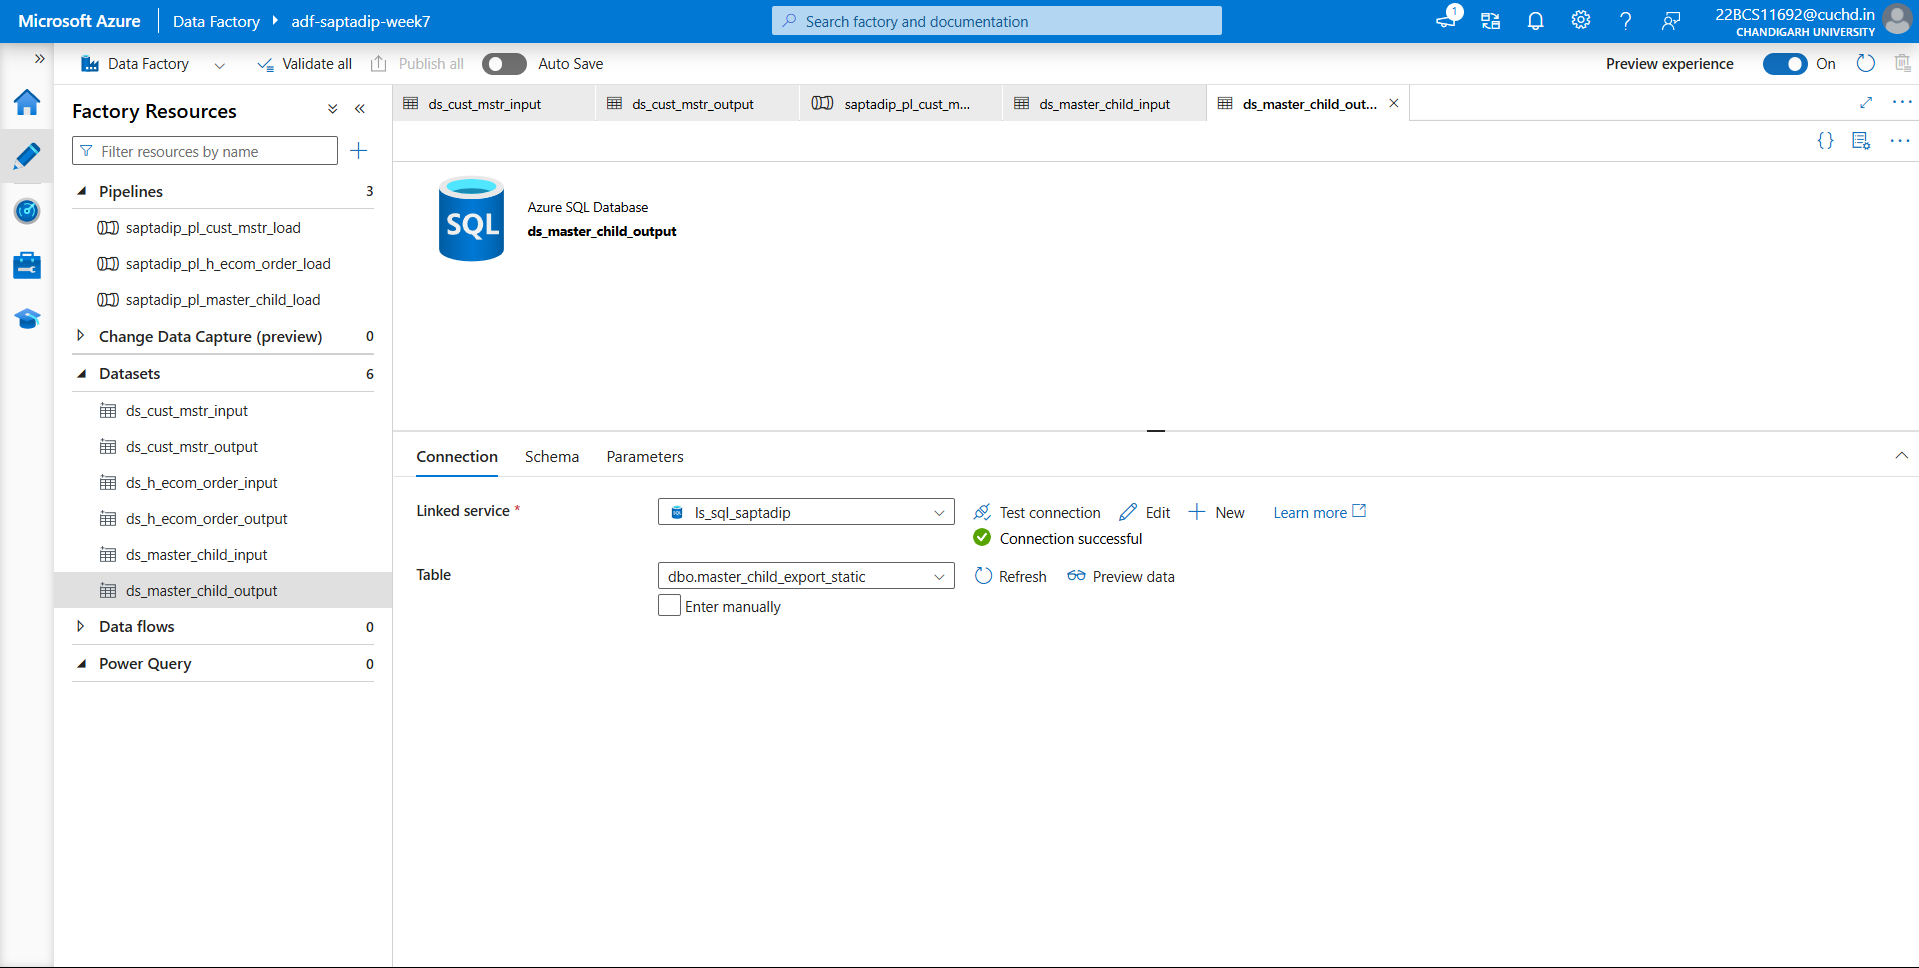 Microsoft Azure
Data Factory
adf-saptadip-week7
Search factory and documentation
1
22BCS11692@cuchd.in
CHANDIGARH UNIVERSITY
Data Factory
Validate all
Publish all
Auto Save
Preview experience
On
Factory Resources
Filter resources by name
Pipelines 3
saptadip_pl_cust_mstr_load
saptadip_pl_h_ecom_order_load
saptadip_pl_master_child_load
Change Data Capture (preview) 0
Datasets 6
ds_cust_mstr_input
ds_cust_mstr_output
ds_h_ecom_order_input
ds_h_ecom_order_output
ds_master_child_input
ds_master_child_output
Data flows 0
Power Query 0
ds_cust_mstr_input
ds_cust_mstr_output
saptadip_pl_cust_m...
ds_master_child_input
ds_master_child_out...
{}
SQL
Azure SQL Database
ds_master_child_output
Connection
Schema
Parameters
Linked service *
SQL
ls_sql_saptadip
Test connection
Edit
New
Learn more
Connection successful
Table
dbo.master_child_export_static
Refresh
Preview data
Enter manually